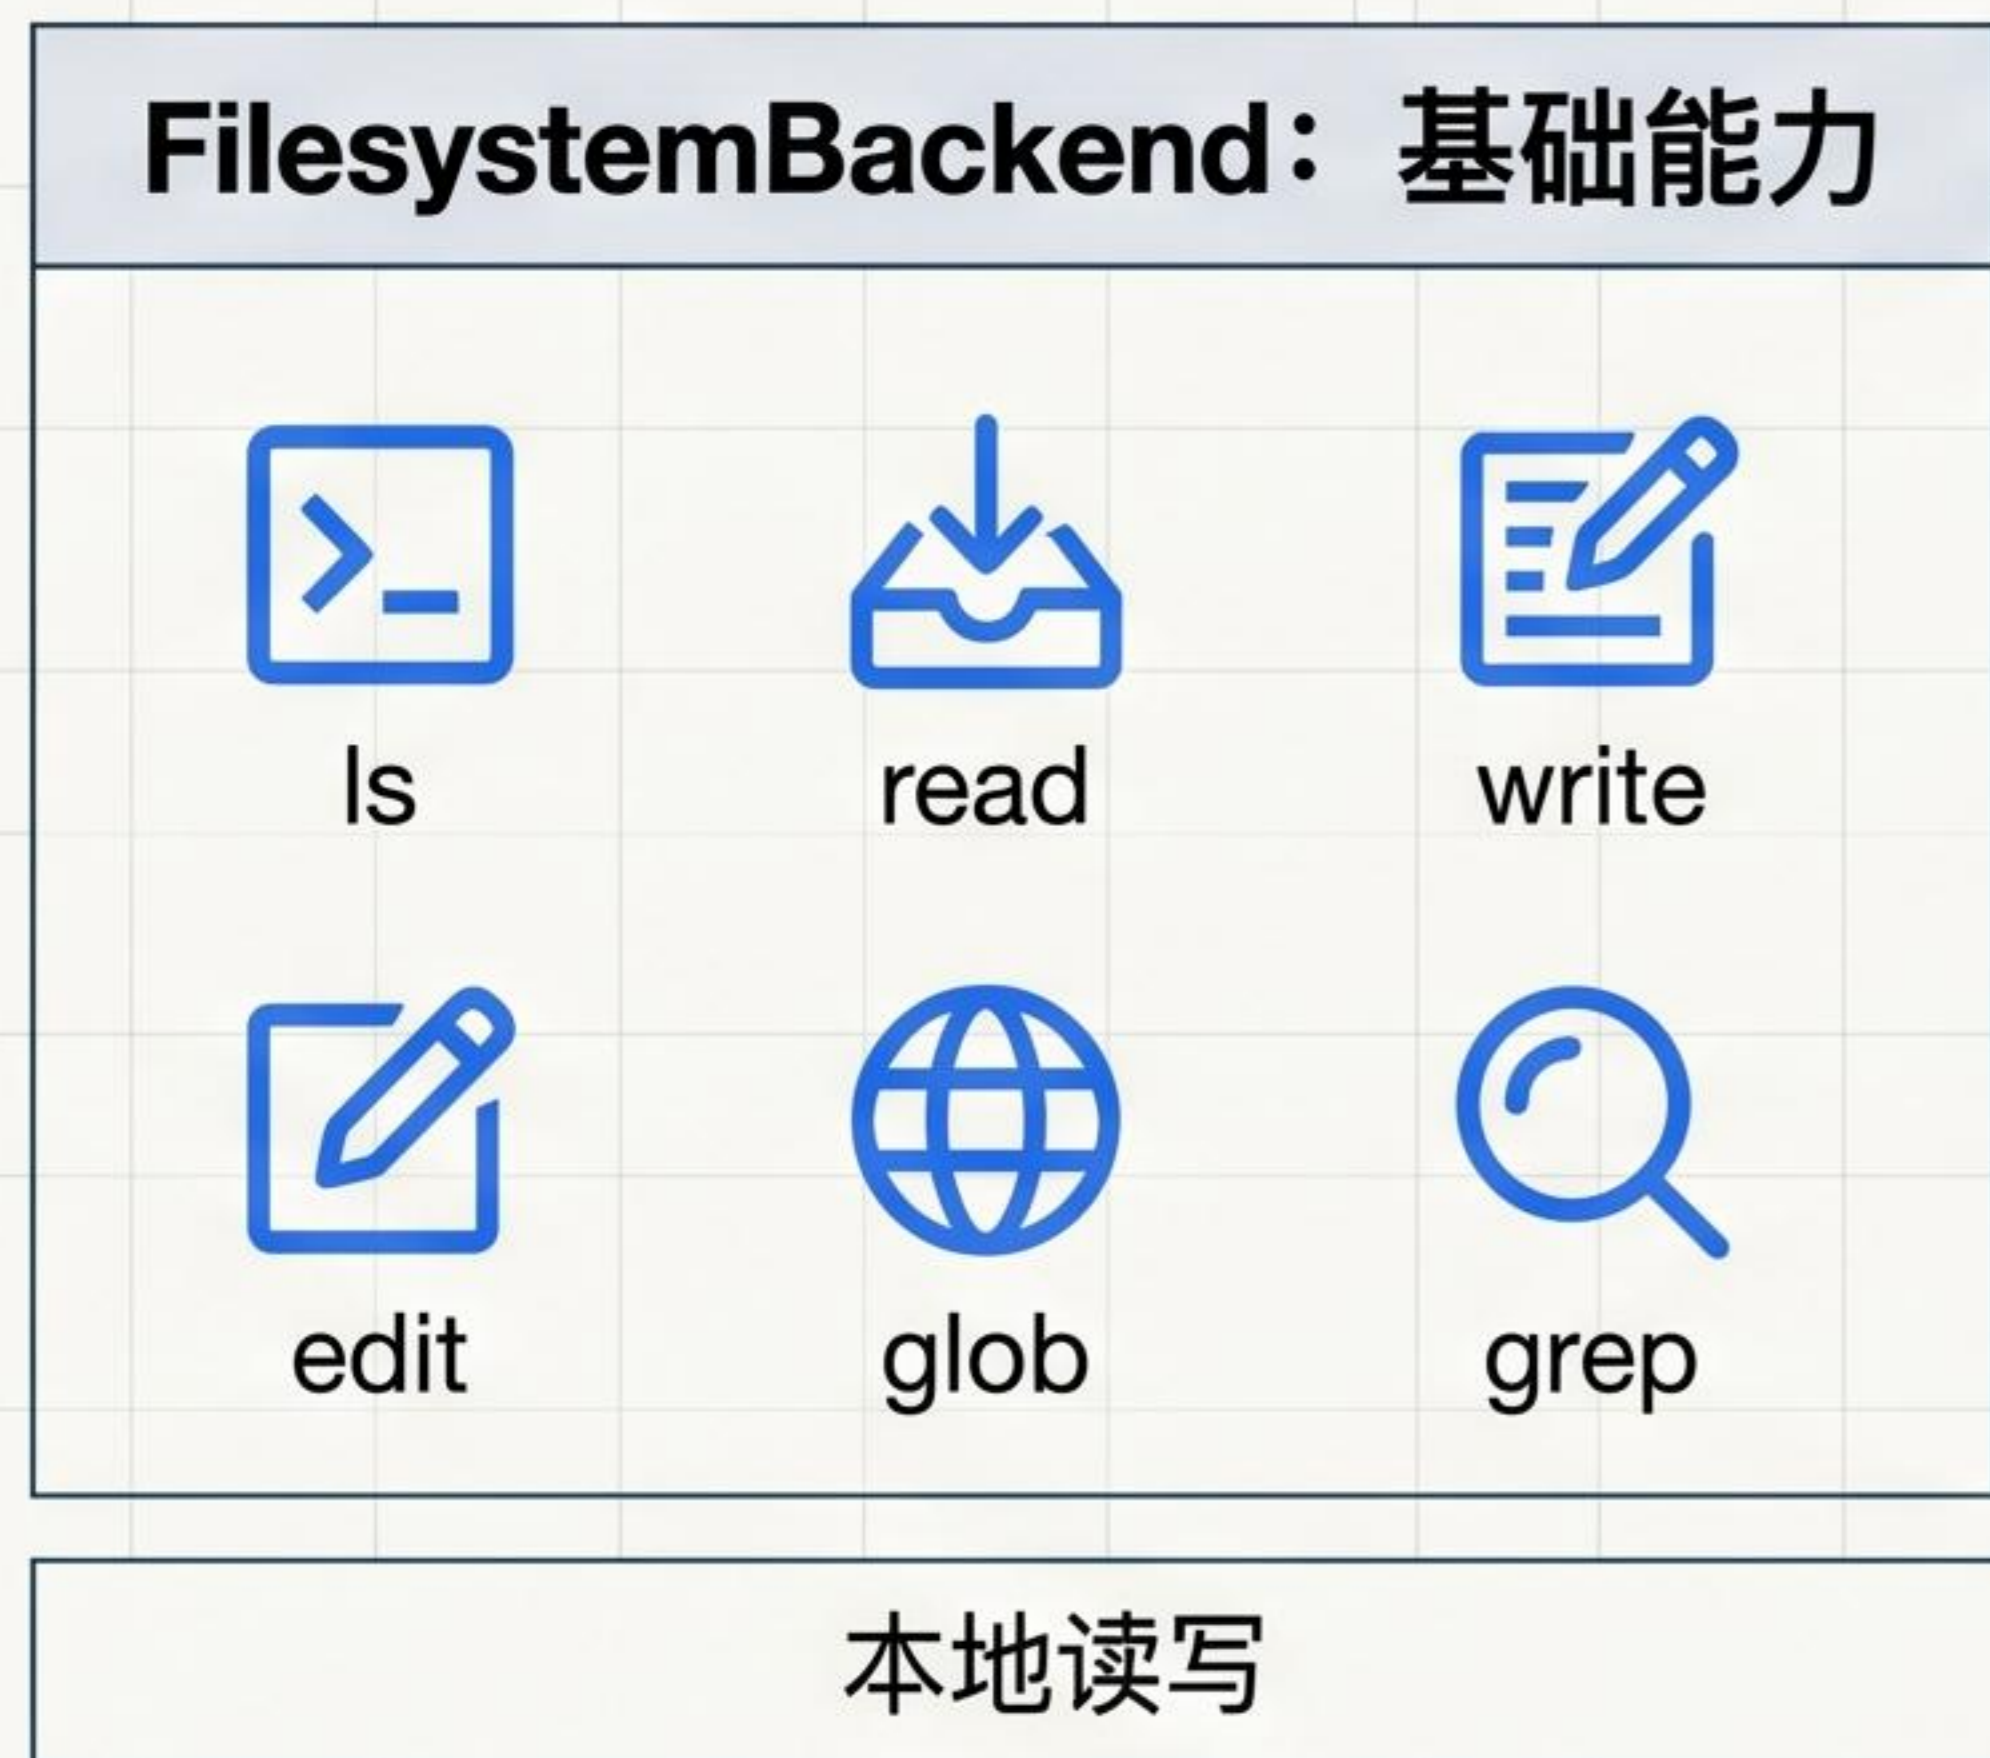 FilesystemBackend：基础能力
ls
read
write
edit
glob
grep
本地读写